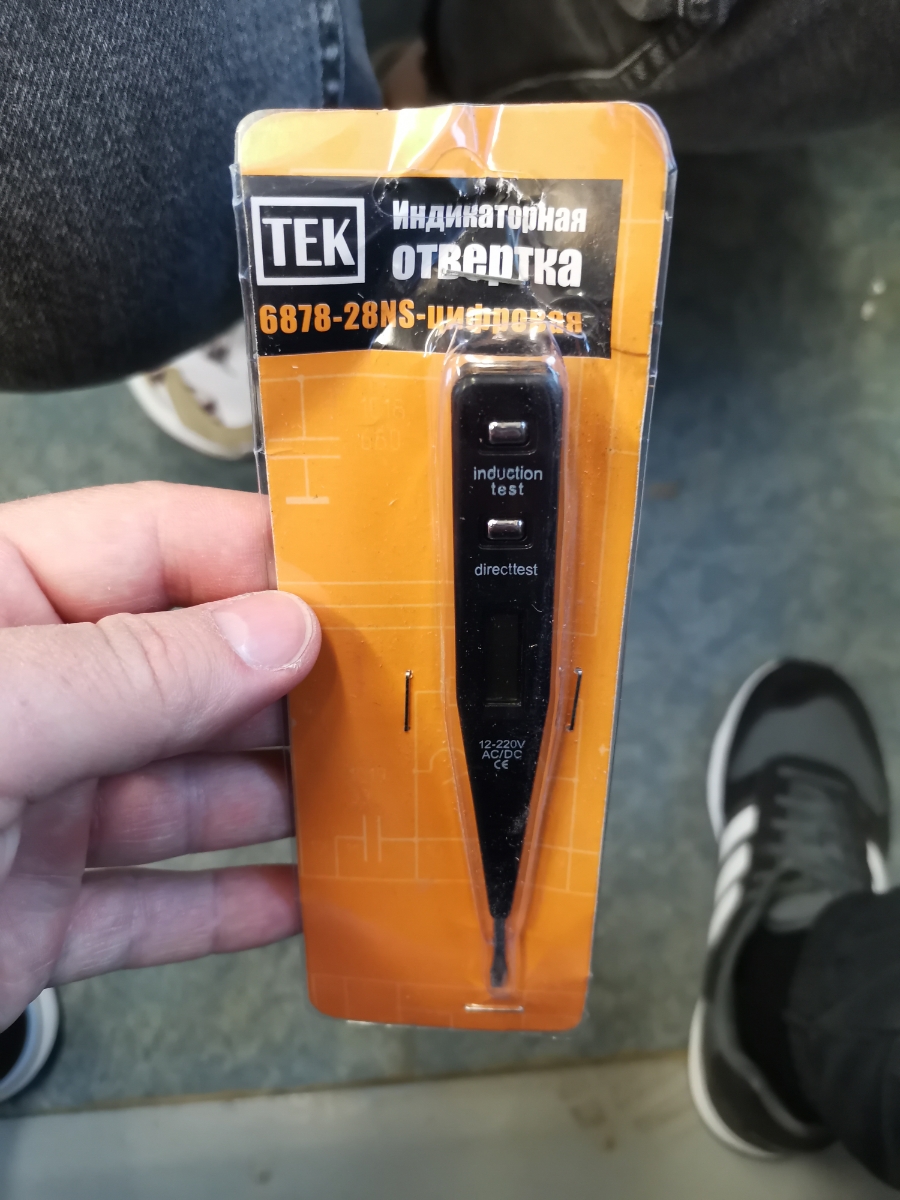 TEK
Индикаторная
отвертка
6878-28NS-цифровая
induction
test
directtest
12-220V
AC/DC
CE